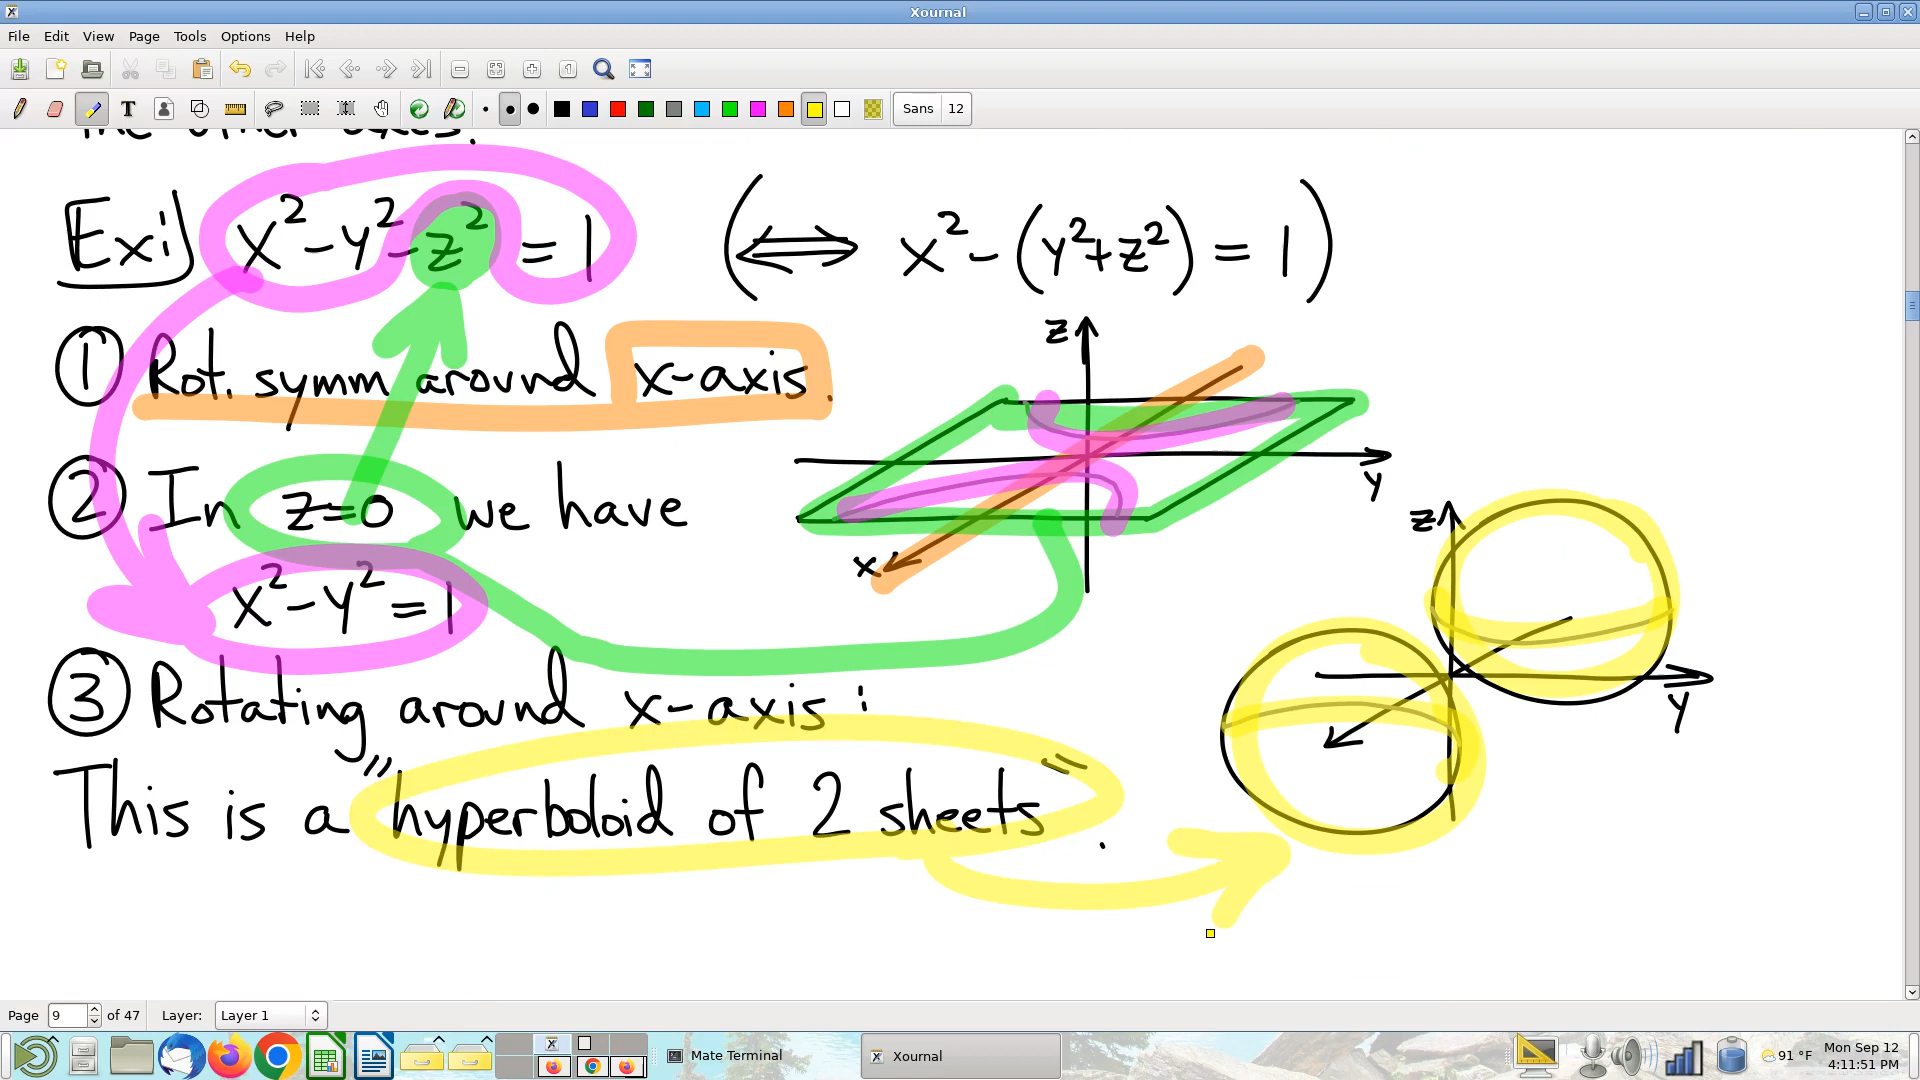 Xournal
File Edit View Page Tools Options Help
Sans 12
the other axes.
Ex:) x²-y²-z² = 1 (⟺ x²-(y²+z²) = 1)
① Rot. symm around x-axis.
② In z=0 we have
x²-y²=1
③ Rotating around x-axis:
This is a "hyperboloid of 2 sheets".
z
y
x
z
y
Page 9 of 47 Layer: Layer 1
Mate Terminal
Xournal
91 °F
Mon Sep 12
4:11:51 PM